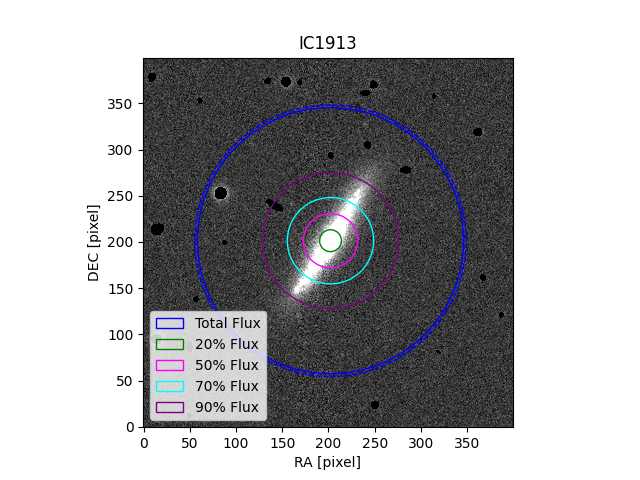 IC1913
DEC [pixel]
350
300
250
200
150
100
50
0
Total Flux
20% Flux
50% Flux
70% Flux
90% Flux
0 50 100 150 200 250 300 350
RA [pixel]